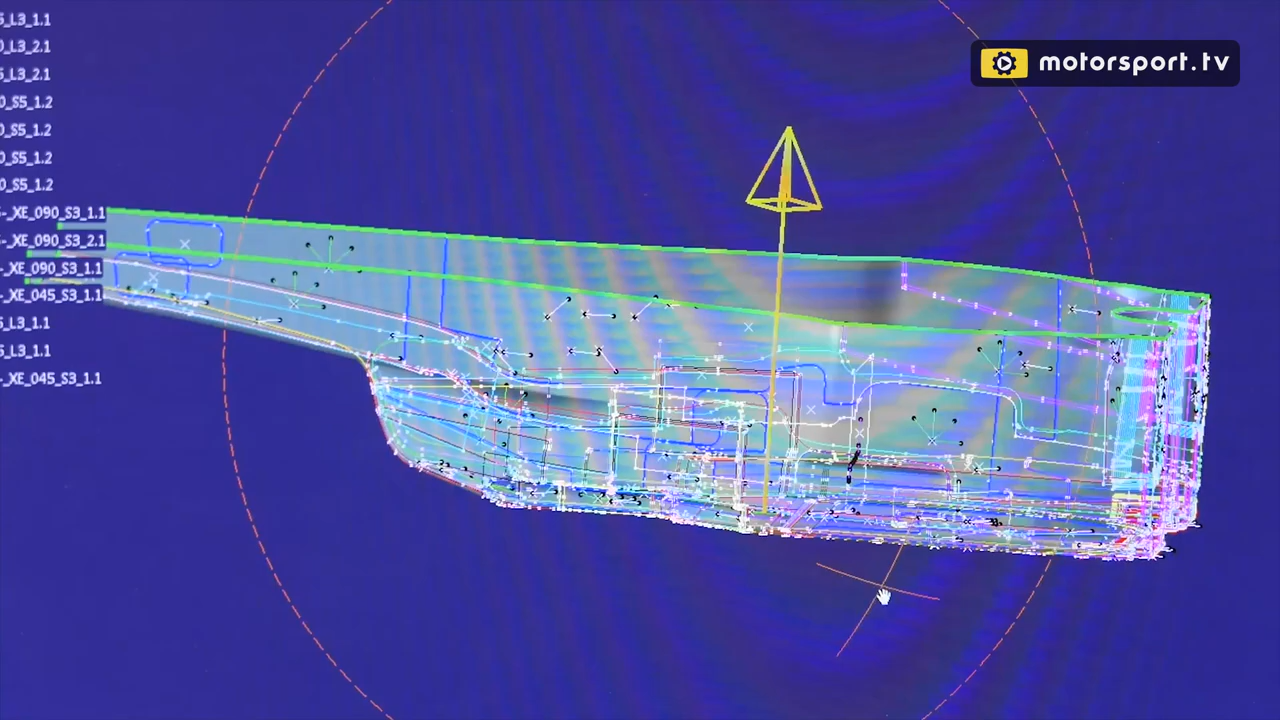 5_L3_1.1
0_L3_2.1
5_L3_2.1
0_S5_1.2
0_S5_1.2
0_S5_1.2
0_S5_1.2
-_XE_090_S3_1.1
-_XE_090_S3_2.1
-_XE_090_S3_1.1
-_XE_045_S3_1.1
5_L3_1.1
5_L3_1.1
-_XE_045_S3_1.1
motorsport.tv